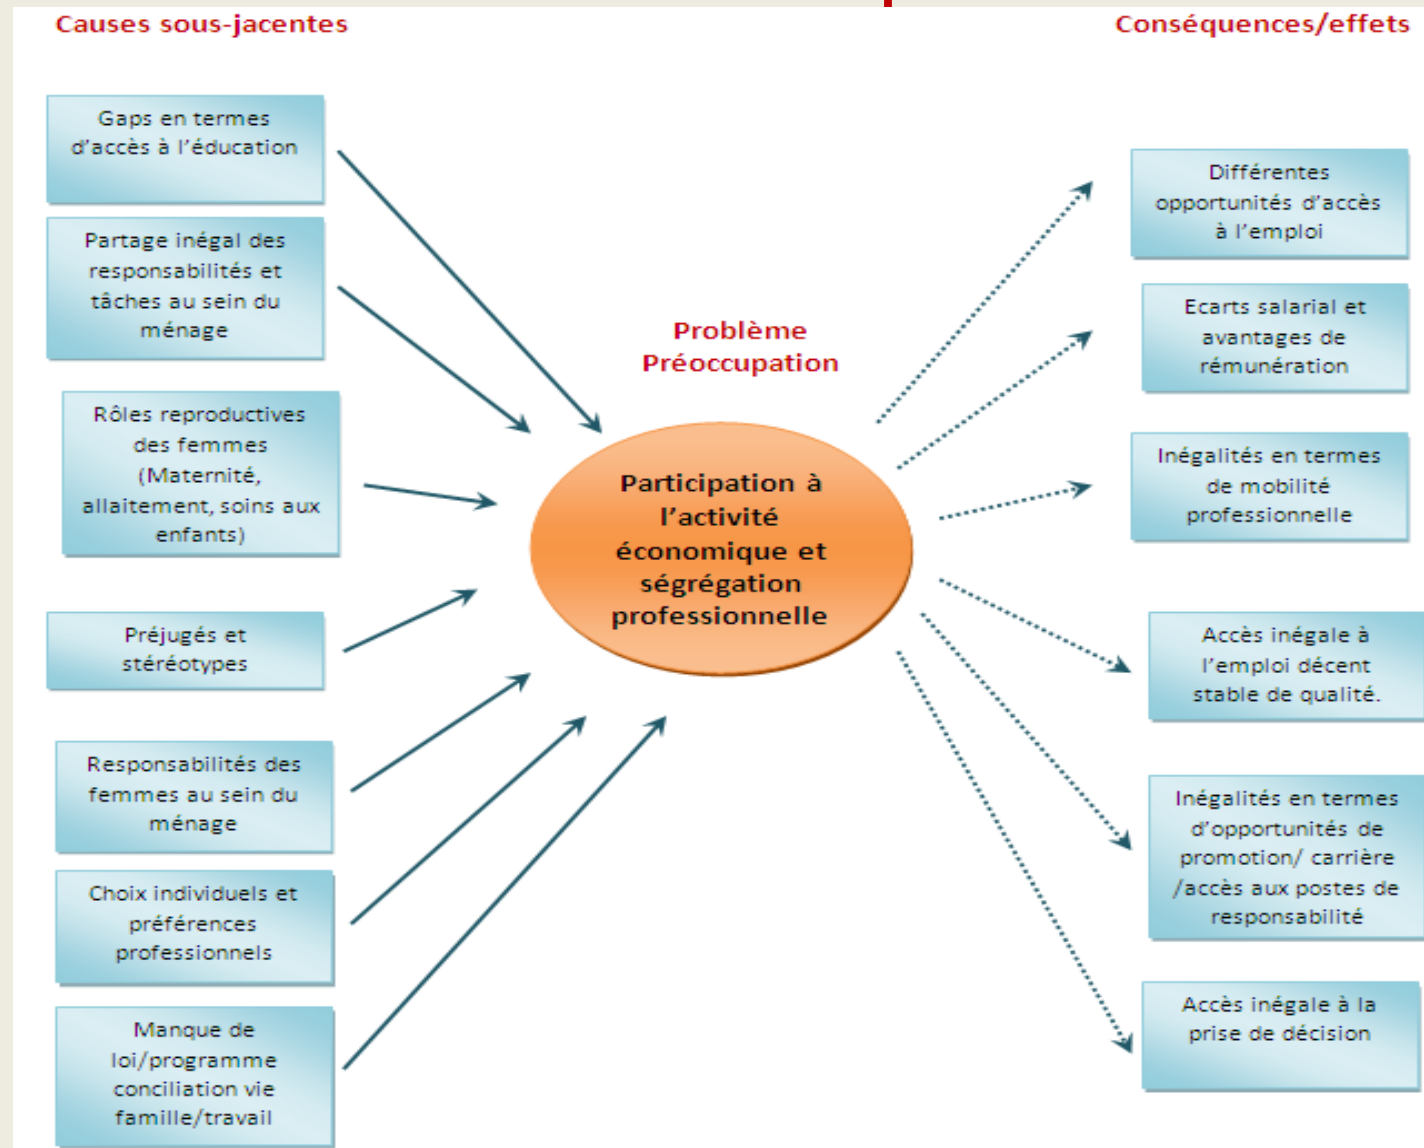 Causes sous-jacentes
Conséquences/effets
Gaps en termes
d'accès à l'éducation
Partage inégal des
responsabilités et
tâches au sein du
ménage
Rôles reproductives
des femmes
(Maternité,
allaitement, soins aux
enfants)
Préjugés et
stéréotypes
Responsabilités des
femmes au sein du
ménage
Choix individuels et
préférences
professionnels
Manque de
loi/programme
conciliation vie
famille/travail
Problème
Préoccupation
Participation à
l'activité
économique et
ségrégation
professionnelle
Différentes
opportunités d'accès
à l'emploi
Ecarts salarial et
avantages de
rémunération
Inégalités en termes
de mobilité
professionnelle
Accès inégale à
l'emploi décent
stable de qualité.
Inégalités en termes
d'opportunités de
promotion/ carrière
/accès aux postes de
responsabilité
Accès inégale à la
prise de décision